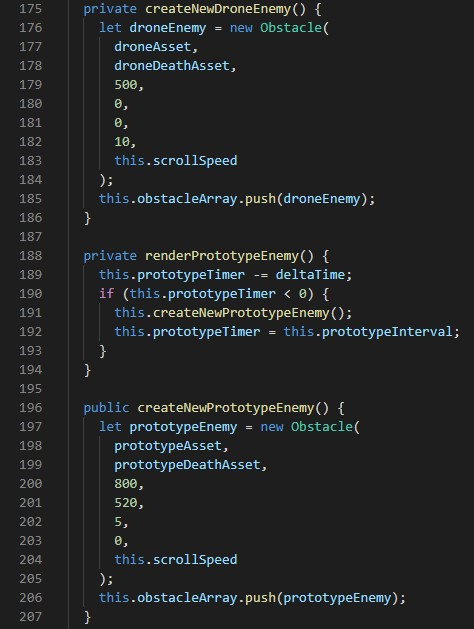 175 private createNewDroneEnemy() {
176 let droneEnemy = new Obstacle(
177 droneAsset,
178 droneDeathAsset,
179 500,
180 0,
181 0,
182 10,
183 this.scrollSpeed
184 );
185 this.obstacleArray.push(droneEnemy);
186 }
187
188 private renderPrototypeEnemy() {
189 this.prototypeTimer -= deltaTime;
190 if (this.prototypeTimer < 0) {
191 this.createNewPrototypeEnemy();
192 this.prototypeTimer = this.prototypeInterval;
193 }
194 }
195
196 public createNewPrototypeEnemy() {
197 let prototypeEnemy = new Obstacle(
198 prototypeAsset,
199 prototypeDeathAsset,
200 800,
201 520,
202 5,
203 0,
204 this.scrollSpeed
205 );
206 this.obstacleArray.push(prototypeEnemy);
207 }